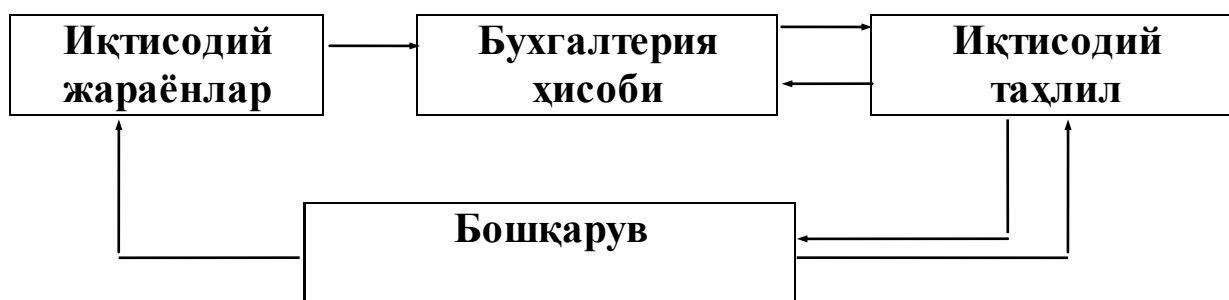 Иқтисодий
жараёнлар
Бухгалтерия
ҳисоби
Иқтисодий
таҳлил
Бошқарув